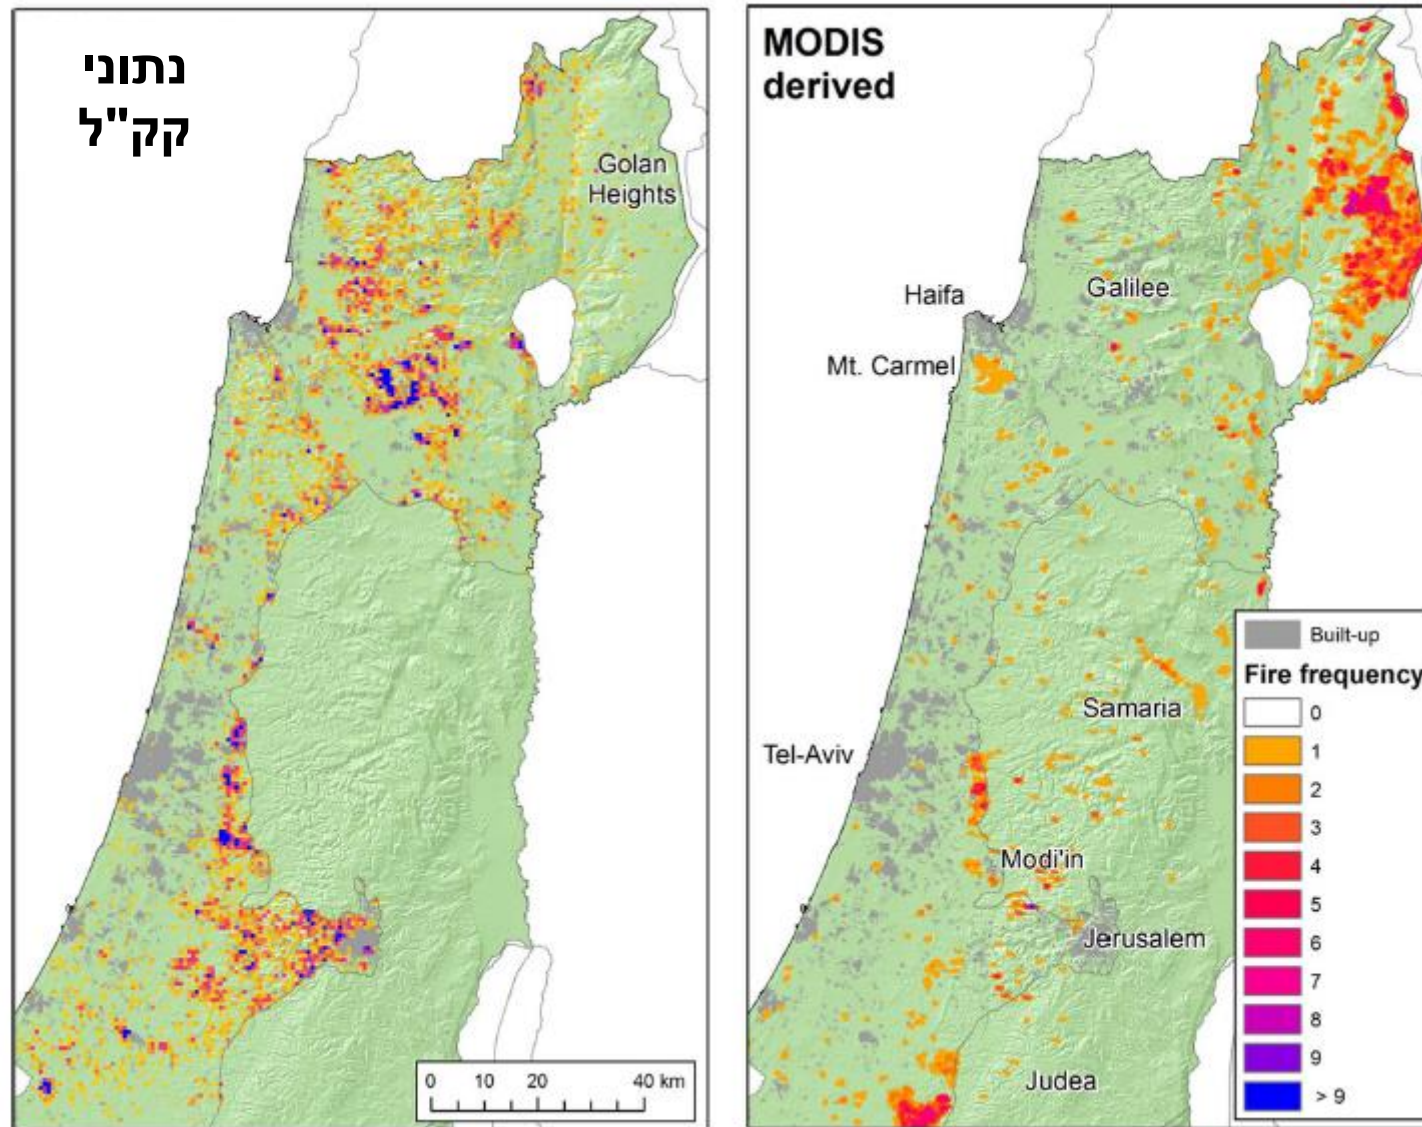 נתוני
קק"ל
Golan
Heights
0 10 20 40 km
MODIS
derived
Haifa
Galilee
Mt. Carmel
Samaria
Tel-Aviv
Modi'in
Jerusalem
Judea
Built-up
Fire frequency
0
1
2
3
4
5
6
7
8
9
> 9